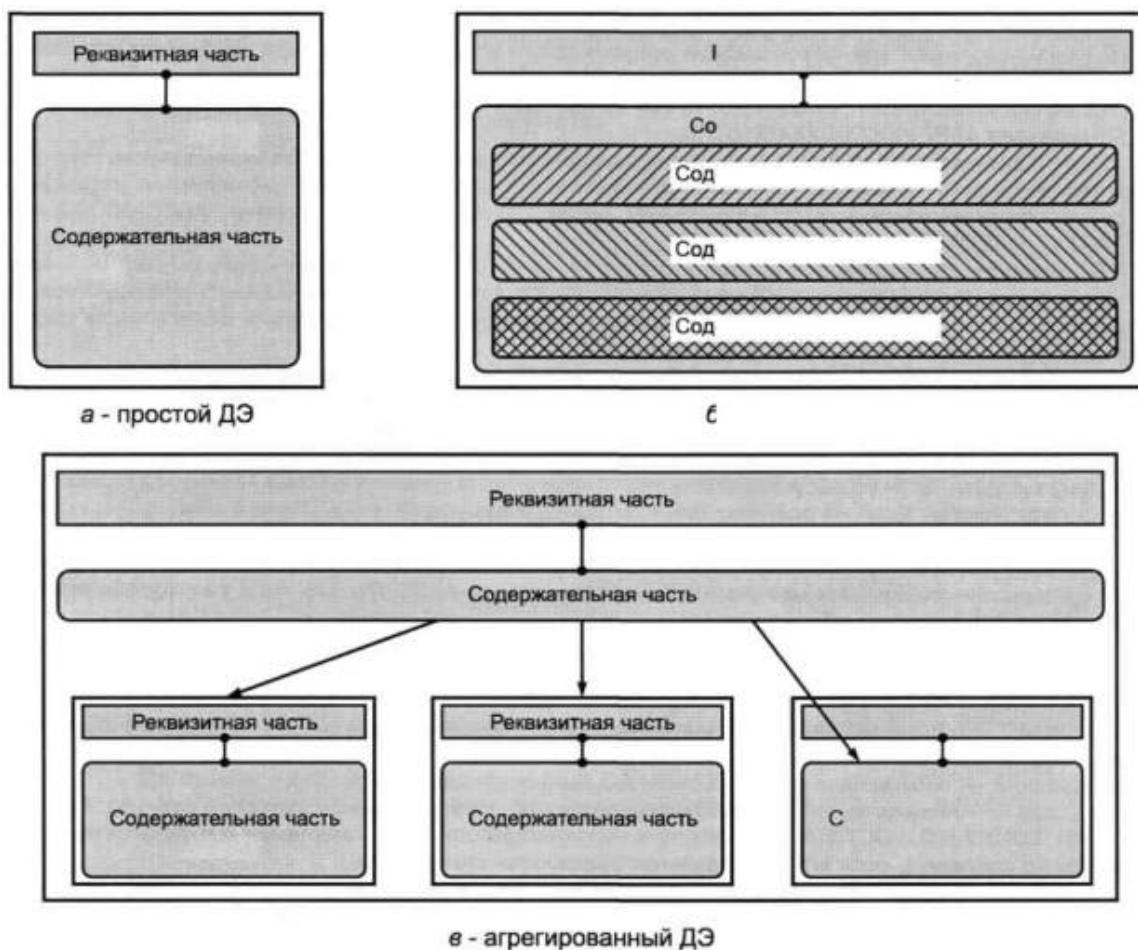 Реквизитная часть
Содержательная часть
а - простой ДЭ
Со
Сод
Сод
Сод
Реквизитная часть
Содержательная часть
Реквизитная часть
Реквизитная часть
Содержательная часть
Содержательная часть
С
в - агрегированный ДЭ